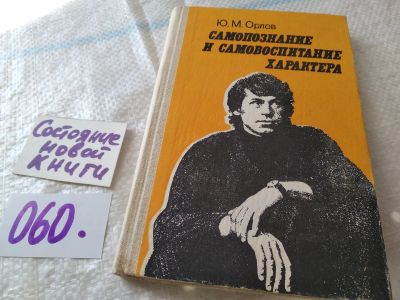 Ю. М. Орлов
САМОПОЗНАНИЕ
И САМОВОСПИТАНИЕ
ХАРАКТЕРА
Состояние
новой
книги
060.